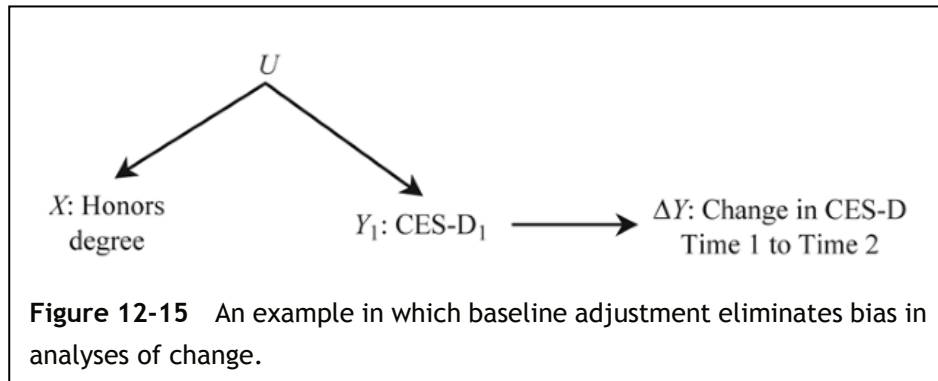 U
X: Honors
degree
Y₁: CES-D₁
ΔY: Change in CES-D
Time 1 to Time 2
Figure 12-15 An example in which baseline adjustment eliminates bias in
analyses of change.